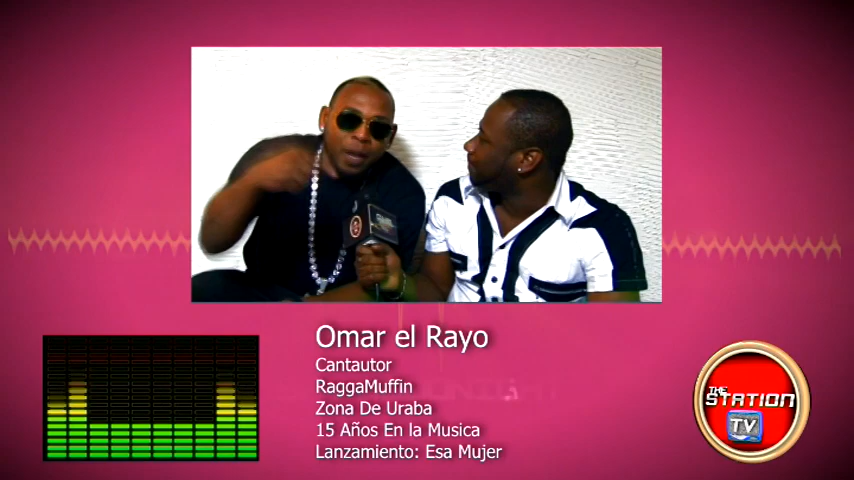 Omar el Rayo
Cantautor
RaggaMuffin
Zona De Uraba
15 Años En la Musica
Lanzamiento: Esa Mujer
THE
STATION
TV